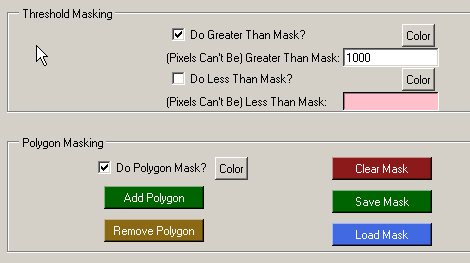 Threshold Masking
Do Greater Than Mask? Color
(Pixels Can't Be) Greater Than Mask: 1000
Do Less Than Mask? Color
(Pixels Can't Be) Less Than Mask:
Polygon Masking
Do Polygon Mask? Color Clear Mask
Add Polygon Save Mask
Remove Polygon Load Mask